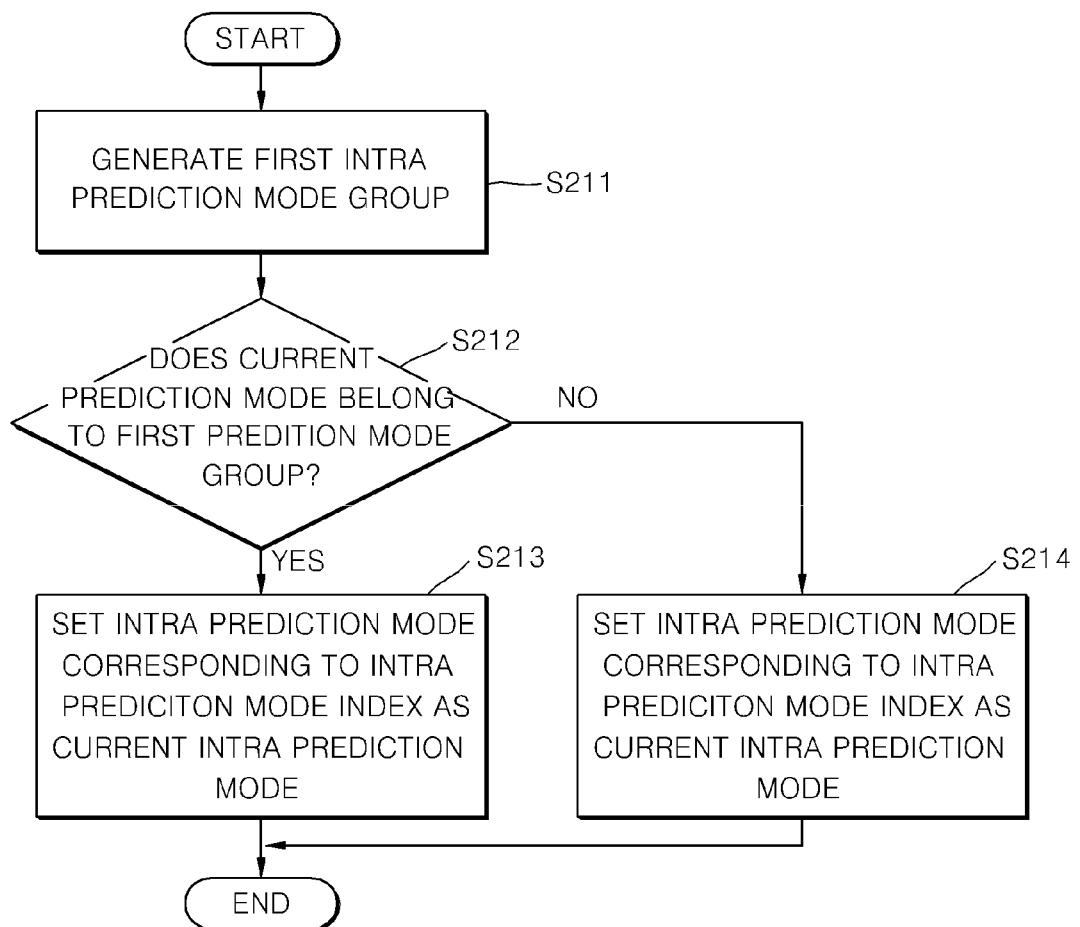 START
GENERATE FIRST INTRA
PREDICTION MODE GROUP
S211
S212
DOES CURRENT
PREDICTION MODE BELONG
TO FIRST PREDITION MODE
GROUP?
NO
YES
S213
SET INTRA PREDICTION MODE
CORRESPONDING TO INTRA
PREDICITON MODE INDEX AS
CURRENT INTRA PREDICTION
MODE
S214
SET INTRA PREDICTION MODE
CORRESPONDING TO INTRA
PREDICITON MODE INDEX AS
CURRENT INTRA PREDICTION
MODE
END